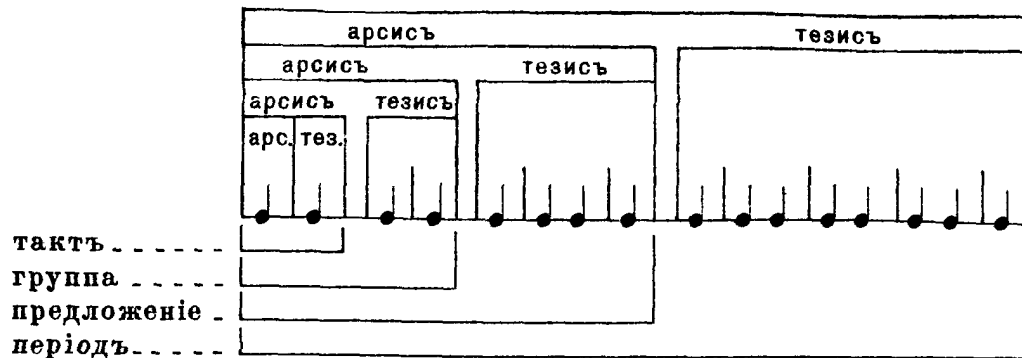 арсисъ тезисъ
арсисъ тезисъ
арсисъ тезисъ
арс. тез.
тактъ
группа
предложеніе
періодъ